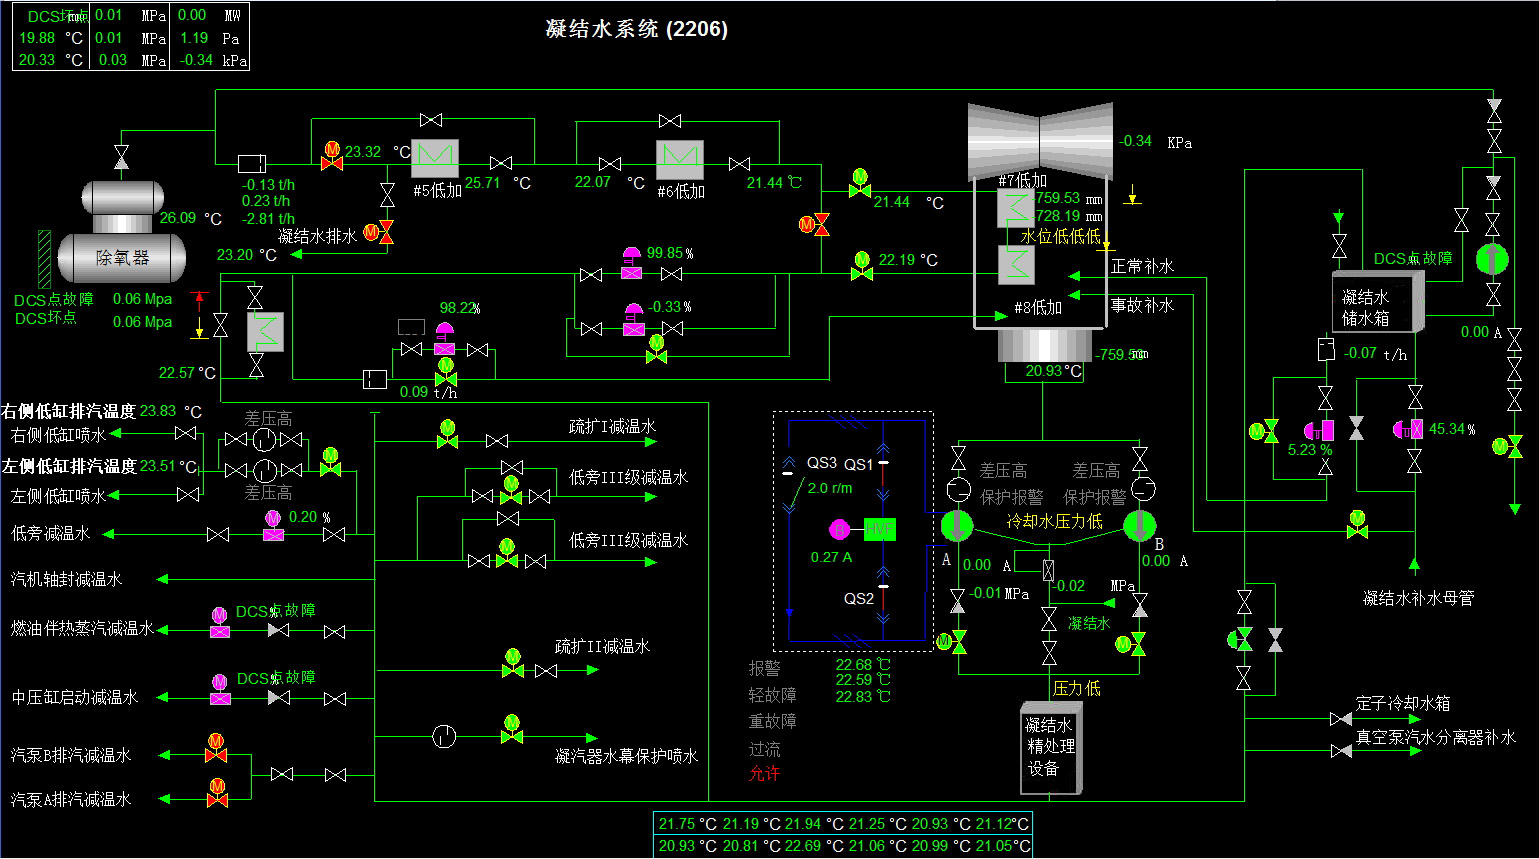 凝结水系统 (2206)
DCS坏点 mm 0.01 MPa 0.00 MW
19.88 °C 0.01 MPa 1.19 Pa
20.33 °C 0.03 MPa -0.34 kPa
M 23.32 °C
#5低加
25.71 °C
22.07 °C
#6低加
21.44 ℃
M
21.44 °C
-0.34 KPa
#7低加
-759.53 mm
-728.19 mm
水位低低低
#8低加
-759.53 mm
20.93 °C
正常补水
事故补水
-0.13 t/h
0.23 t/h
-2.81 t/h
26.09 °C
除氧器
凝结水排水
M
M
23.20 °C
99.85 %
M
22.19 °C
DCS点故障
0.06 Mpa
DCS坏点
0.06 Mpa
-0.33 %
M
98.22 %
M
0.09 t/h
22.57 °C
DCS点故障
凝结水
储水箱
0.00 A
-0.07 t/h
M
5.23 %
45.34 %
M
M
凝结水补水母管
右侧低缸排汽温度 23.83 °C
差压高
右侧低缸喷水
左侧低缸排汽温度 23.51 °C
M
差压高
左侧低缸喷水
低旁减温水
M
0.20 %
汽机轴封减温水
DCS点故障
%
M
燃油伴热蒸汽减温水
DCS点故障
%
M
中压缸启动减温水
M
汽泵B排汽减温水
M
汽泵A排汽减温水
M
疏扩I减温水
M
低旁III级减温水
M
低旁III级减温水
M
疏扩II减温水
M
凝汽器水幕保护喷水
QS3 QS1
2.0 r/m
B
HVF
0.27 A
QS2
报警
轻故障
重故障
过流
允许
22.68 ℃
22.59 ℃
22.83 ℃
差压高
保护报警
差压高
保护报警
冷却水压力低
A
0.00 A
B
0.00 A
-0.01 MPa
-0.02 MPa
凝结水
M
M
压力低
凝结水
精处理
设备
定子冷却水箱
真空泵汽水分离器补水
21.75 °C 21.19 °C 21.94 °C 21.25 °C 20.93 °C 21.12 °C
20.93 °C 20.81 °C 22.69 °C 21.06 °C 20.99 °C 21.05 °C